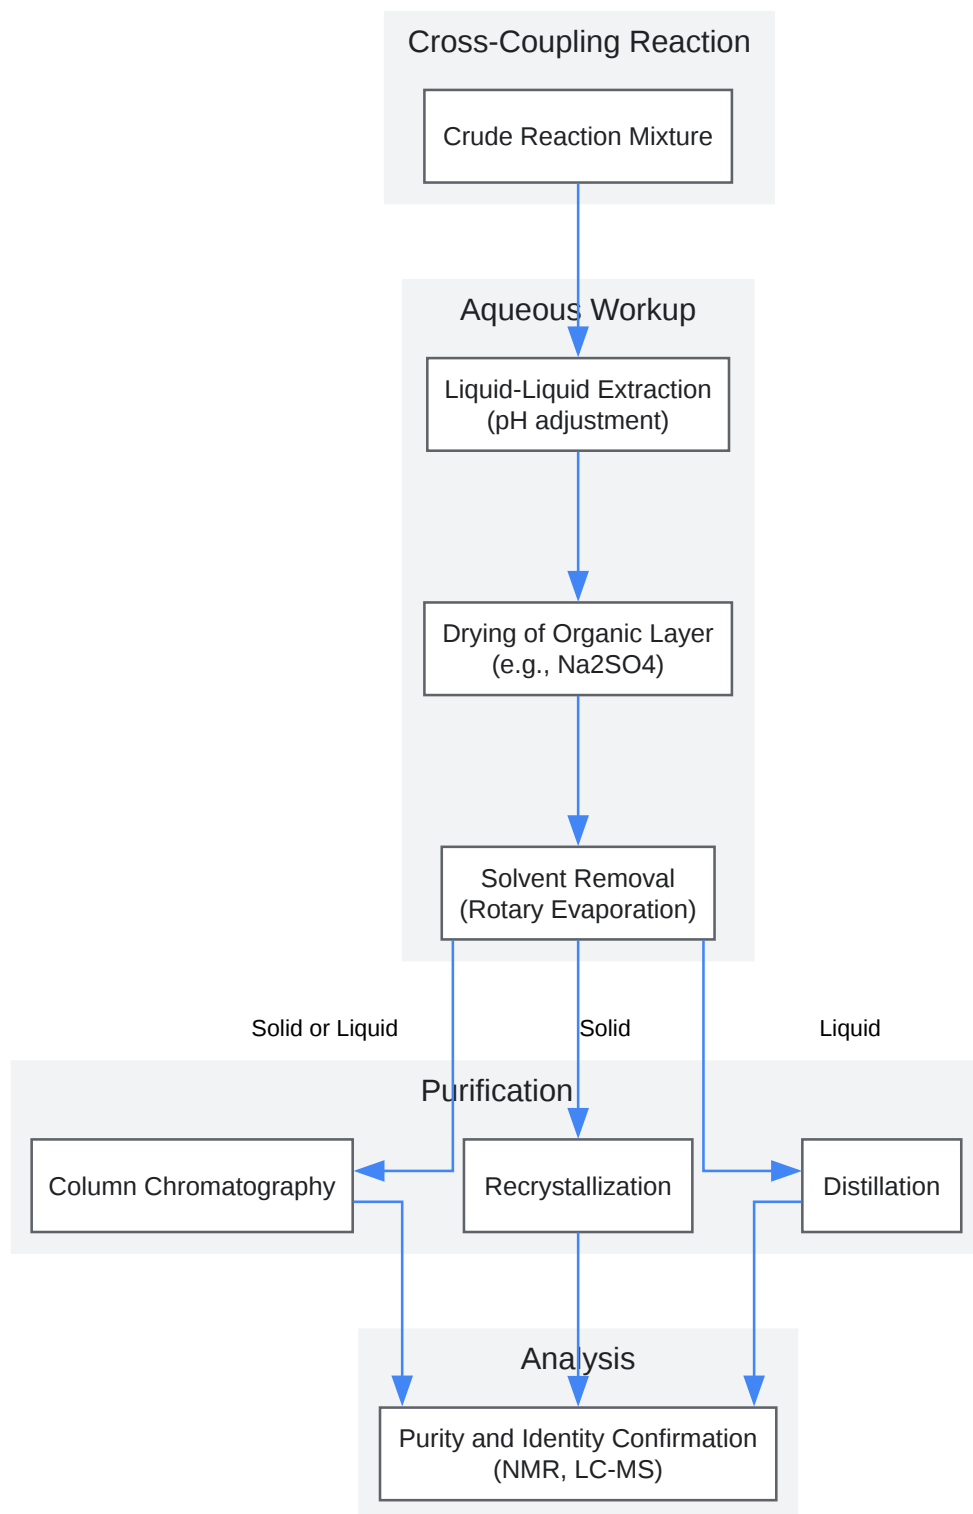 Cross-Coupling Reaction
Crude Reaction Mixture
Aqueous Workup
Liquid-Liquid Extraction
(pH adjustment)
Drying of Organic Layer
(e.g., Na2SO4)
Solvent Removal
(Rotary Evaporation)
Solid or Liquid
Solid
Liquid
Purification
Column Chromatography
Recrystallization
Distillation
Analysis
Purity and Identity Confirmation
(NMR, LC-MS)